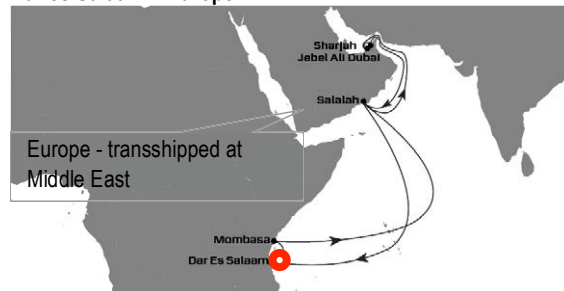 Sharjah
Jebel Ali Dubai
Salalah
Europe - transshipped at
Middle East
Mombasa
Dar Es Salaam